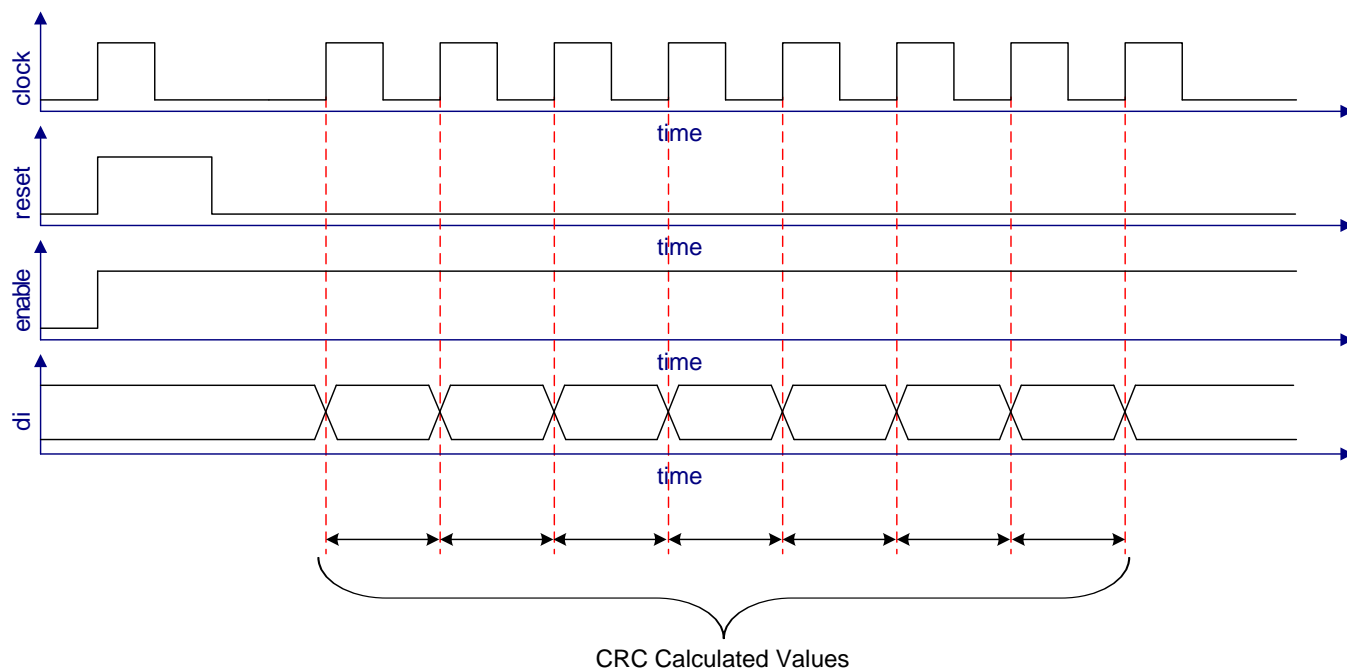 clock
time
reset
time
enable
time
di
time
CRC Calculated Values